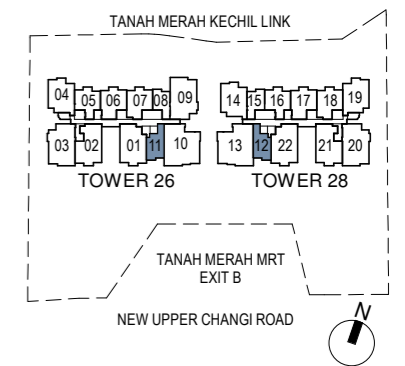 TANAH MERAH KECHIL LINK
04 05 06 07 08 09 14 15 16 17 18 19
03 02 01 11 10 13 12 22 21 20
TOWER 26 TOWER 28
TANAH MERAH MRT
EXIT B
NEW UPPER CHANGI ROAD
N